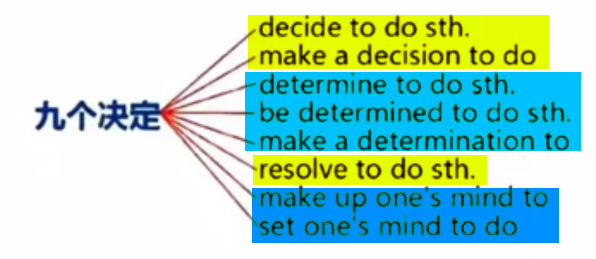 九个决定
decide to do sth.
make a decision to do
determine to do sth.
be determined to do sth.
make a determination to
resolve to do sth.
make up one's mind to
set one's mind to do